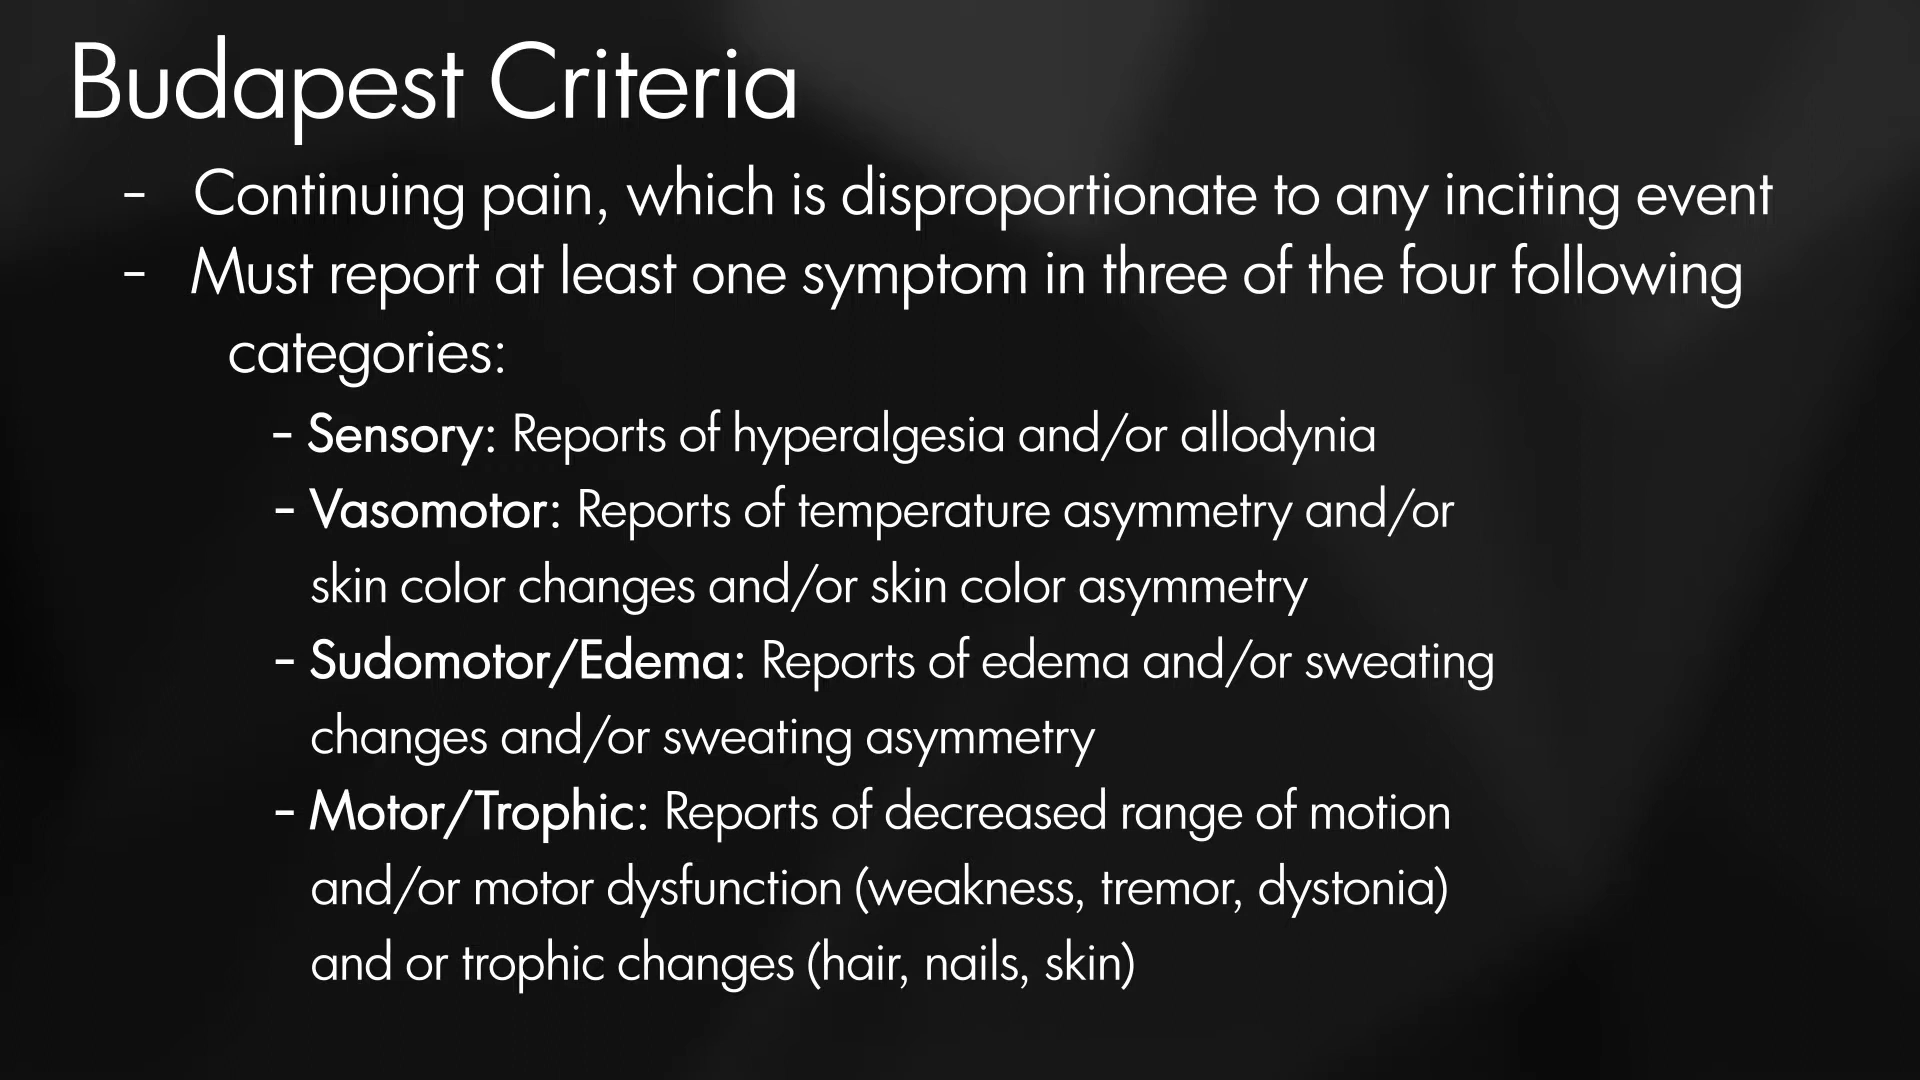 Budapest Criteria
- Continuing pain, which is disproportionate to any inciting event
- Must report at least one symptom in three of the four following
categories:
- Sensory: Reports of hyperalgesia and/or allodynia
- Vasomotor: Reports of temperature asymmetry and/or
skin color changes and/or skin color asymmetry
- Sudomotor/Edema: Reports of edema and/or sweating
changes and/or sweating asymmetry
- Motor/Trophic: Reports of decreased range of motion
and/or motor dysfunction (weakness, tremor, dystonia)
and or trophic changes (hair, nails, skin)